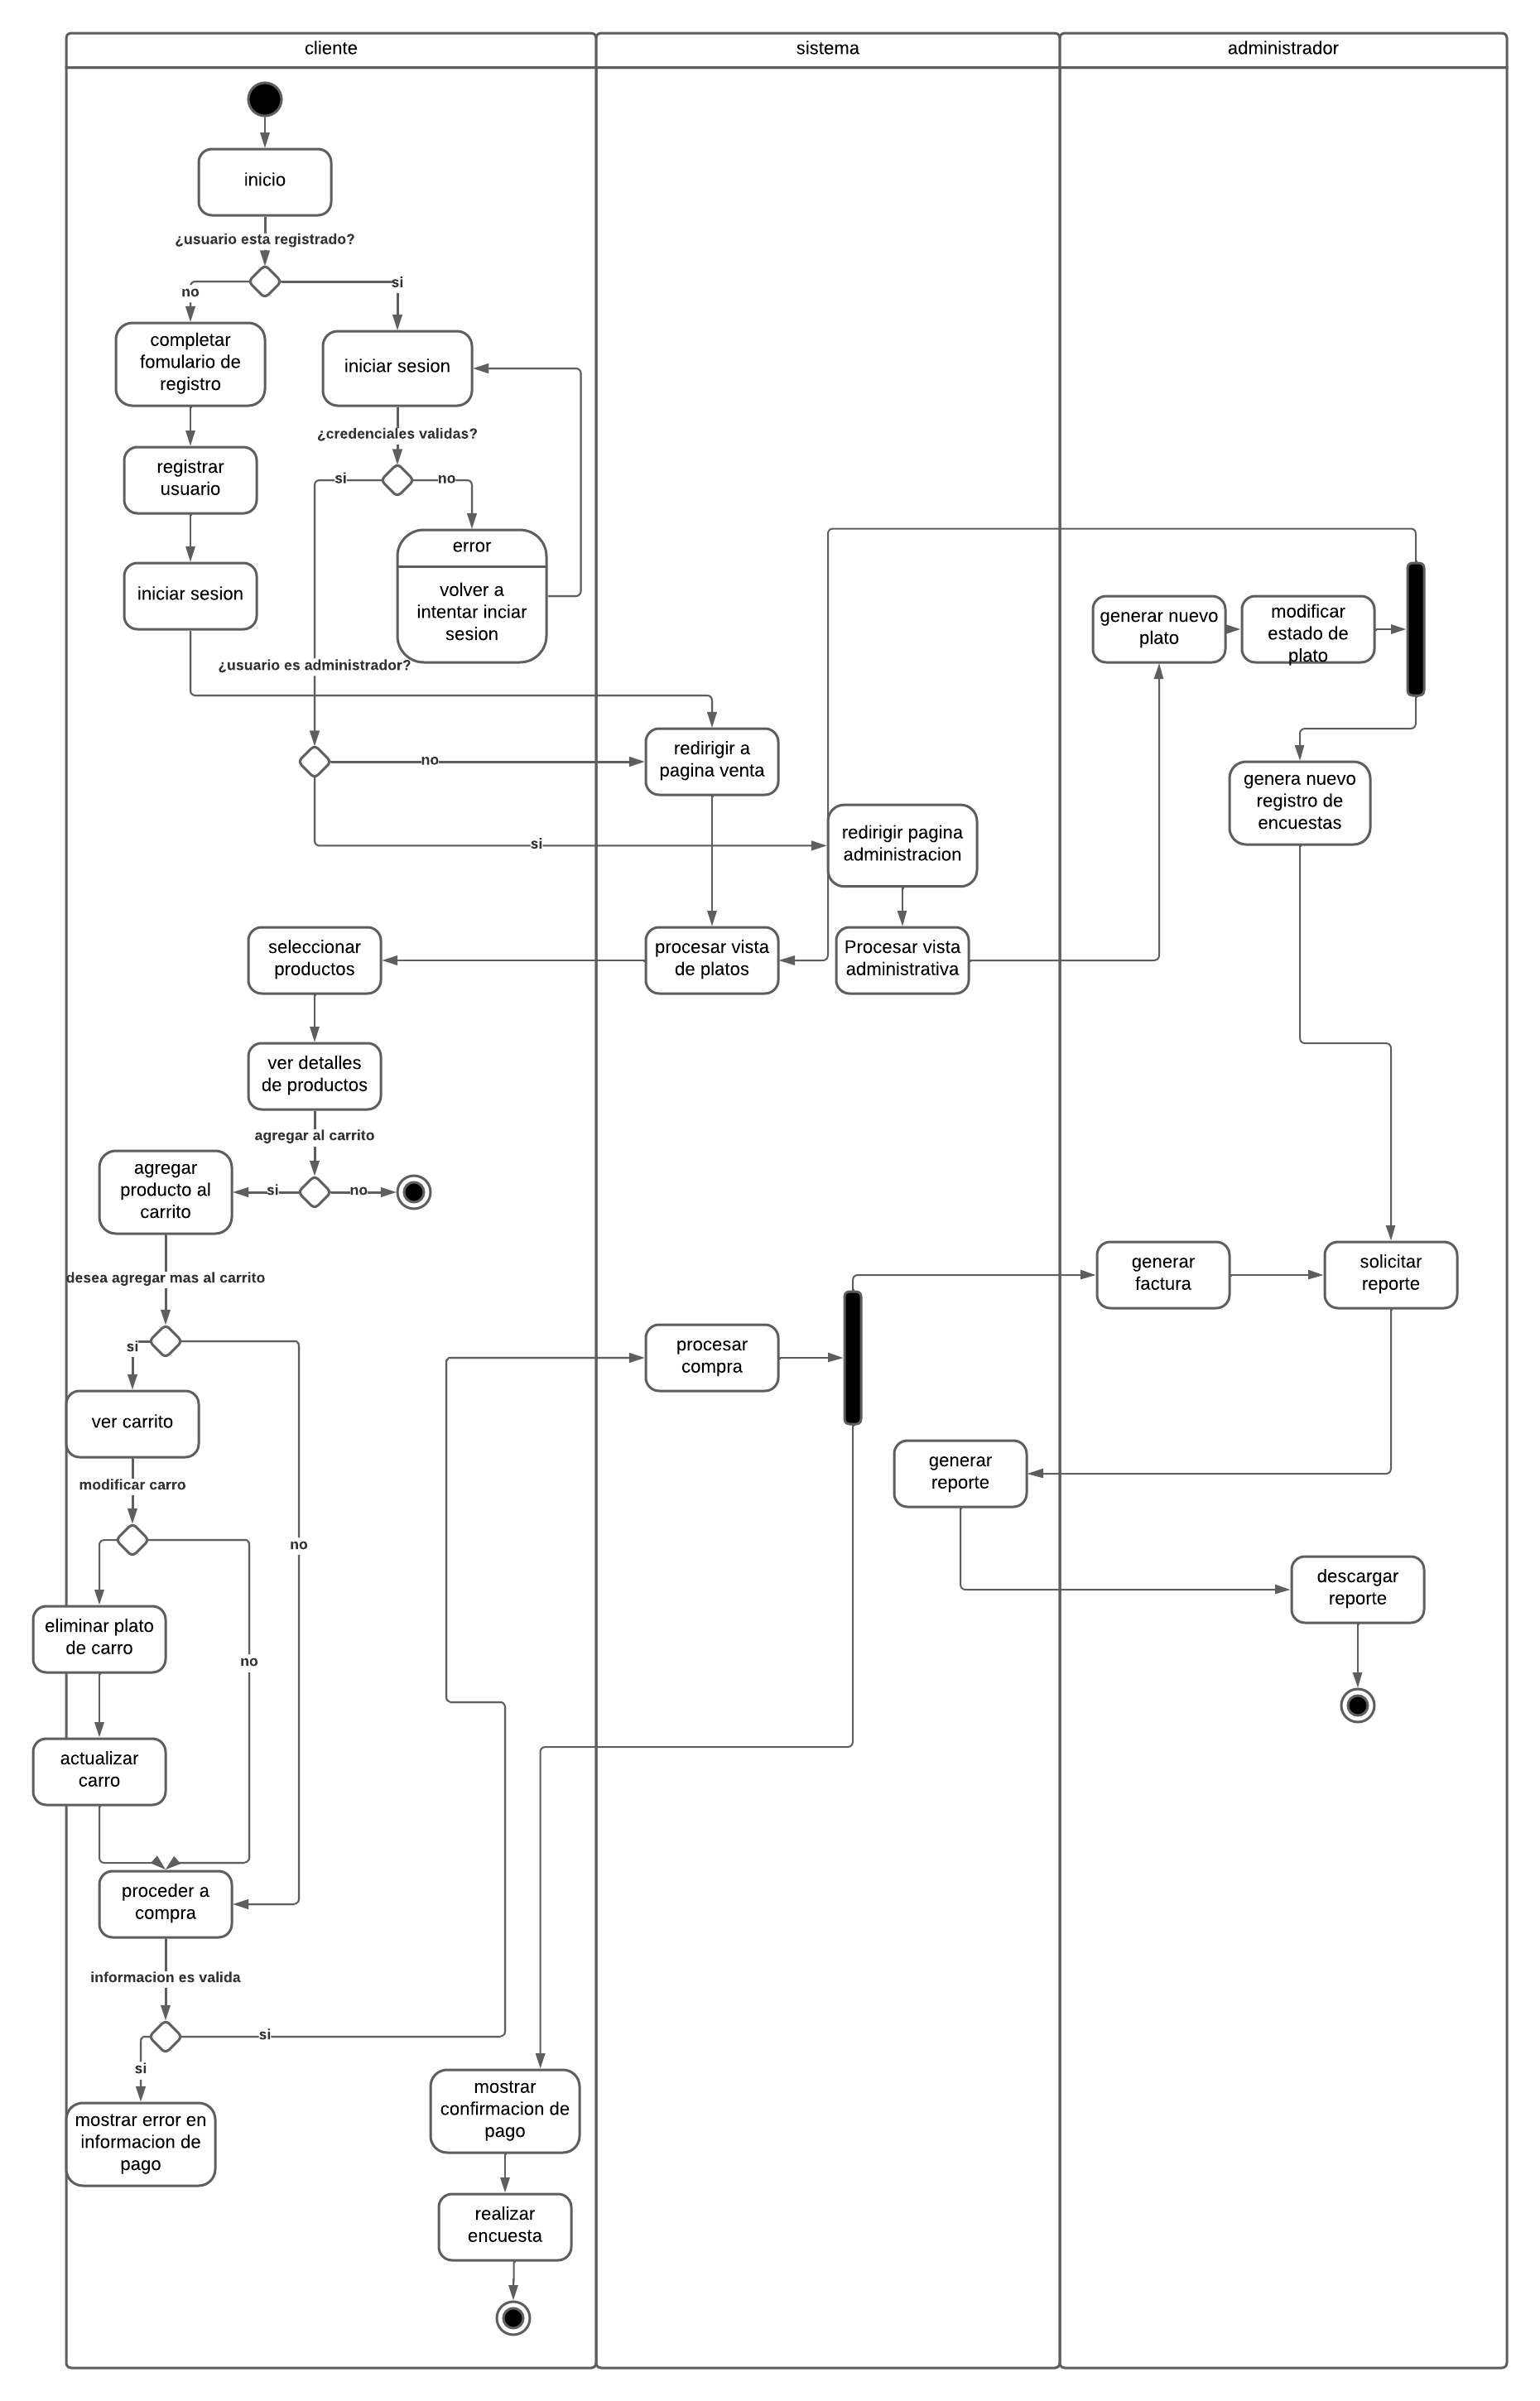 cliente
sistema
administrador
inicio
¿usuario esta registrado?
no
si
completar
fomulario de
registro
iniciar sesion
¿credenciales validas?
registrar
usuario
si
no
error
volver a
intentar inciar
sesion
iniciar sesion
generar nuevo
plato
modificar
estado de
plato
¿usuario es administrador?
no
redirigir a
pagina venta
genera nuevo
registro de
encuestas
si
redirigir pagina
administracion
seleccionar
productos
procesar vista
de platos
Procesar vista
administrativa
ver detalles
de productos
agregar al carrito
agregar
producto al
carrito
si
no
desea agregar mas al carrito
generar
factura
solicitar
reporte
si
procesar
compra
ver carrito
modificar carro
generar
reporte
no
descargar
reporte
eliminar plato
de carro
no
actualizar
carro
proceder a
compra
informacion es valida
si
si
mostrar error en
informacion de
pago
mostrar
confirmacion de
pago
realizar
encuesta